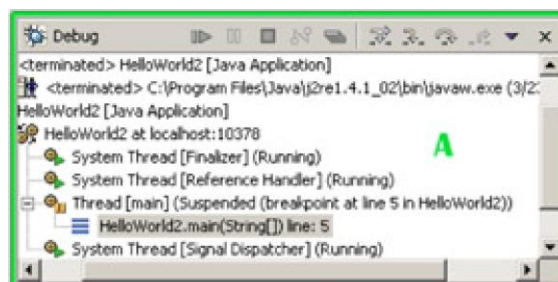 Debug
<terminated> HelloWorld2 [Java Application]
<terminated> C:\Program Files\Java\j2re1.4.1_02\bin\javaw.exe (3/2
HelloWorld2 [Java Application]
HelloWorld2 at localhost:10378
System Thread [Finalizer] (Running)
System Thread [Reference Handler] (Running)
Thread [main] (Suspended (breakpoint at line 5 in HelloWorld2))
HelloWorld2.main(String[]) line: 5
System Thread [Signal Dispatcher] (Running)
A